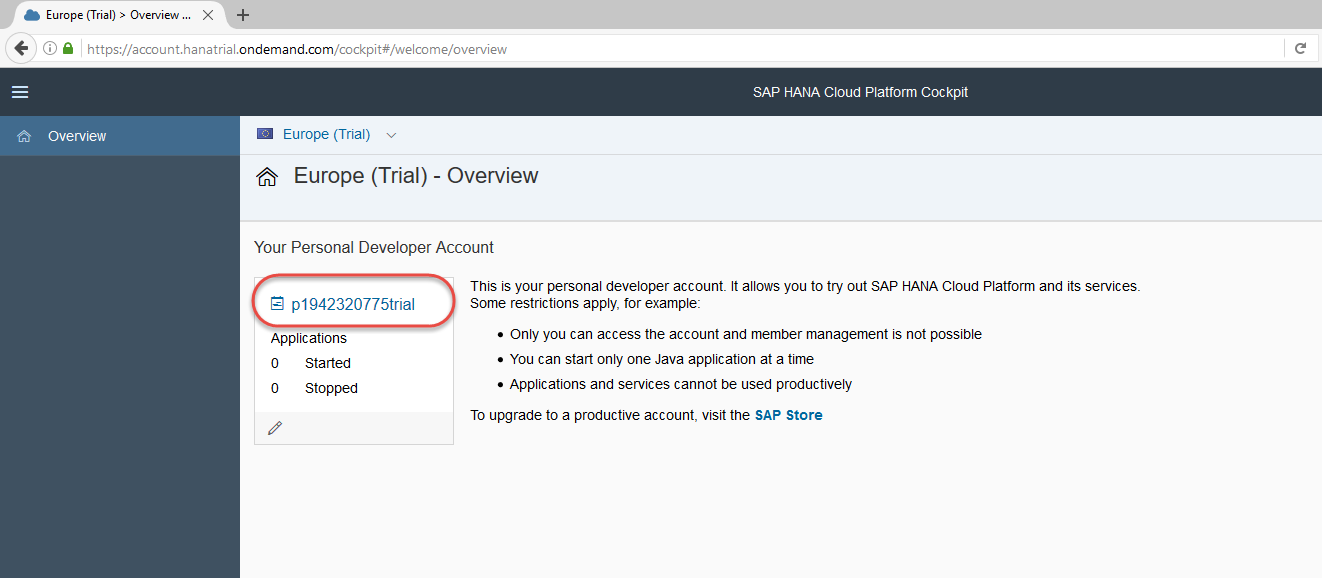 Europe (Trial) > Overview ...
https://account.hanatrial.ondemand.com/cockpit#/welcome/overview
SAP HANA Cloud Platform Cockpit
Overview
Europe (Trial)
Europe (Trial) - Overview
Your Personal Developer Account
p1942320775trial
Applications
0 Started
0 Stopped
This is your personal developer account. It allows you to try out SAP HANA Cloud Platform and its services.
Some restrictions apply, for example:
• Only you can access the account and member management is not possible
• You can start only one Java application at a time
• Applications and services cannot be used productively
To upgrade to a productive account, visit the SAP Store